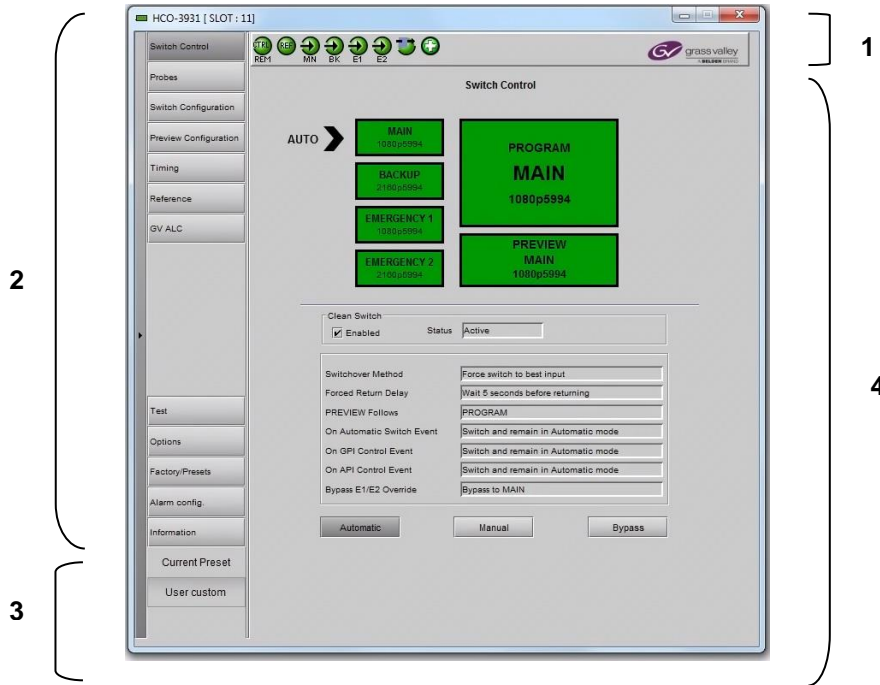 HCO-3931 [ SLOT : 11]
1
CTRL REF
REM MN BK E1 E2
grass valley
A BELDEN BRAND
Switch Control
Probes
Switch Configuration
Preview Configuration
Timing
Reference
GV ALC
2
Test
Options
Factory/Presets
Alarm config.
Information
Current Preset
User custom
3
Switch Control
AUTO
MAIN
1080p5994
BACKUP
2160p5994
EMERGENCY 1
1080p5994
EMERGENCY 2
2160p5994
PROGRAM
MAIN
1080p5994
PREVIEW
MAIN
1080p5994
Clean Switch
Enabled Status Active
Switchover Method Force switch to best input
Forced Return Delay Wait 5 seconds before returning
PREVIEW Follows PROGRAM
On Automatic Switch Event Switch and remain in Automatic mode
On GPI Control Event Switch and remain in Automatic mode
On API Control Event Switch and remain in Automatic mode
Bypass E1/E2 Override Bypass to MAIN
Automatic Manual Bypass
4